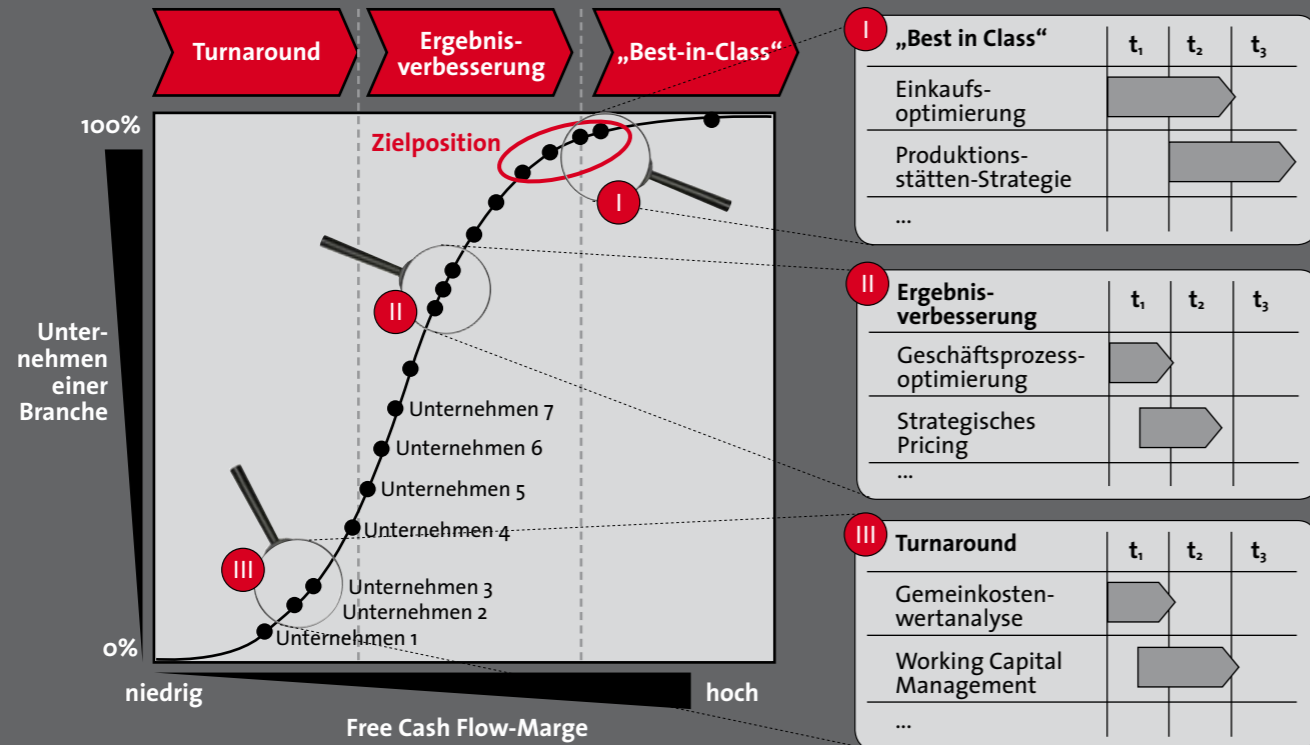 Turnaround
Ergebnis-
verbesserung
„Best-in-Class“
100%
Zielposition
I
II
Unter-
nehmen
einer
Branche
Unternehmen 7
Unternehmen 6
Unternehmen 5
Unternehmen 4
III
Unternehmen 3
Unternehmen 2
Unternehmen 1
0%
niedrig
hoch
Free Cash Flow-Marge
I
„Best in Class“ t₁ t₂ t₃
Einkaufs-
optimierung
Produktions-
stätten-Strategie
...
II
Ergebnis-
verbesserung t₁ t₂ t₃
Geschäftsprozess-
optimierung
Strategisches
Pricing
...
III
Turnaround t₁ t₂ t₃
Gemeinkosten-
wertanalyse
Working Capital
Management
...